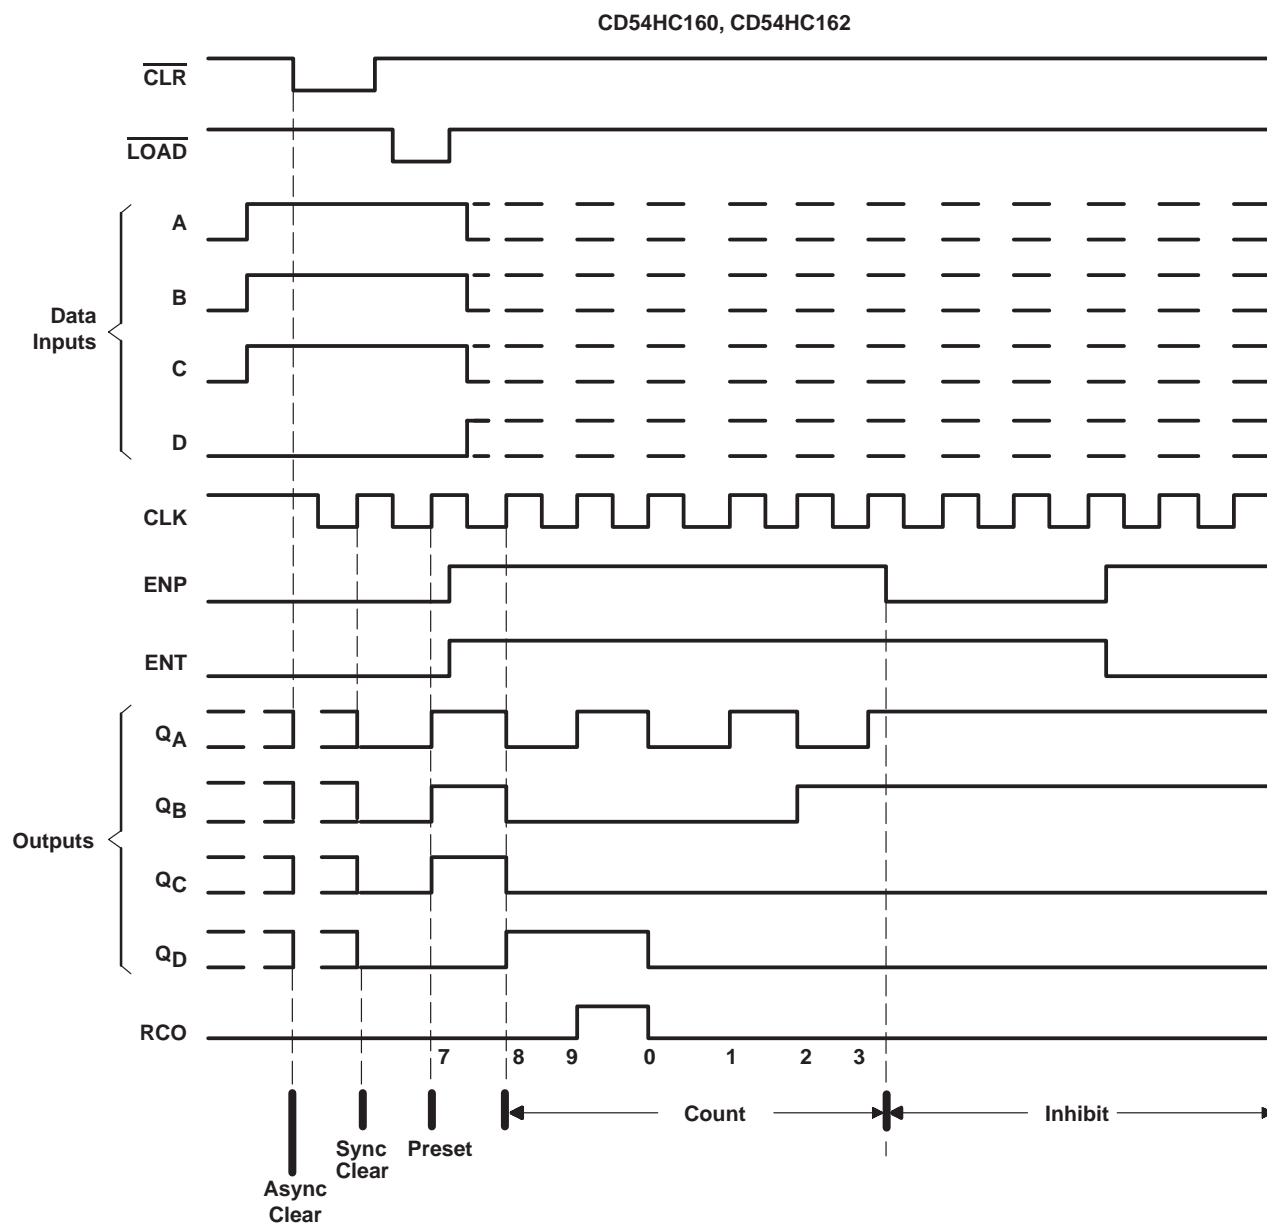 CD54HC160, CD54HC162
CLR
LOAD
A
B
Data
Inputs
C
D
CLK
ENP
ENT
QA
QB
Outputs
QC
QD
RCO
7 8 9 0 1 2 3
Count
Inhibit
Sync
Clear
Preset
Async
Clear